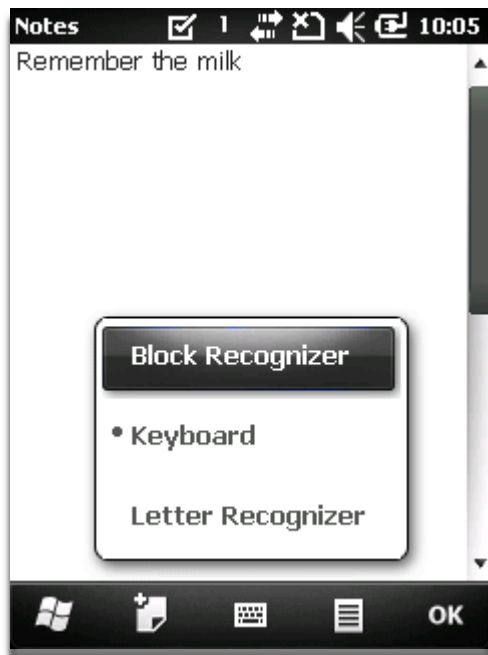 Notes 1 10:05
Remember the milk
Block Recognizer
Keyboard
Letter Recognizer
OK